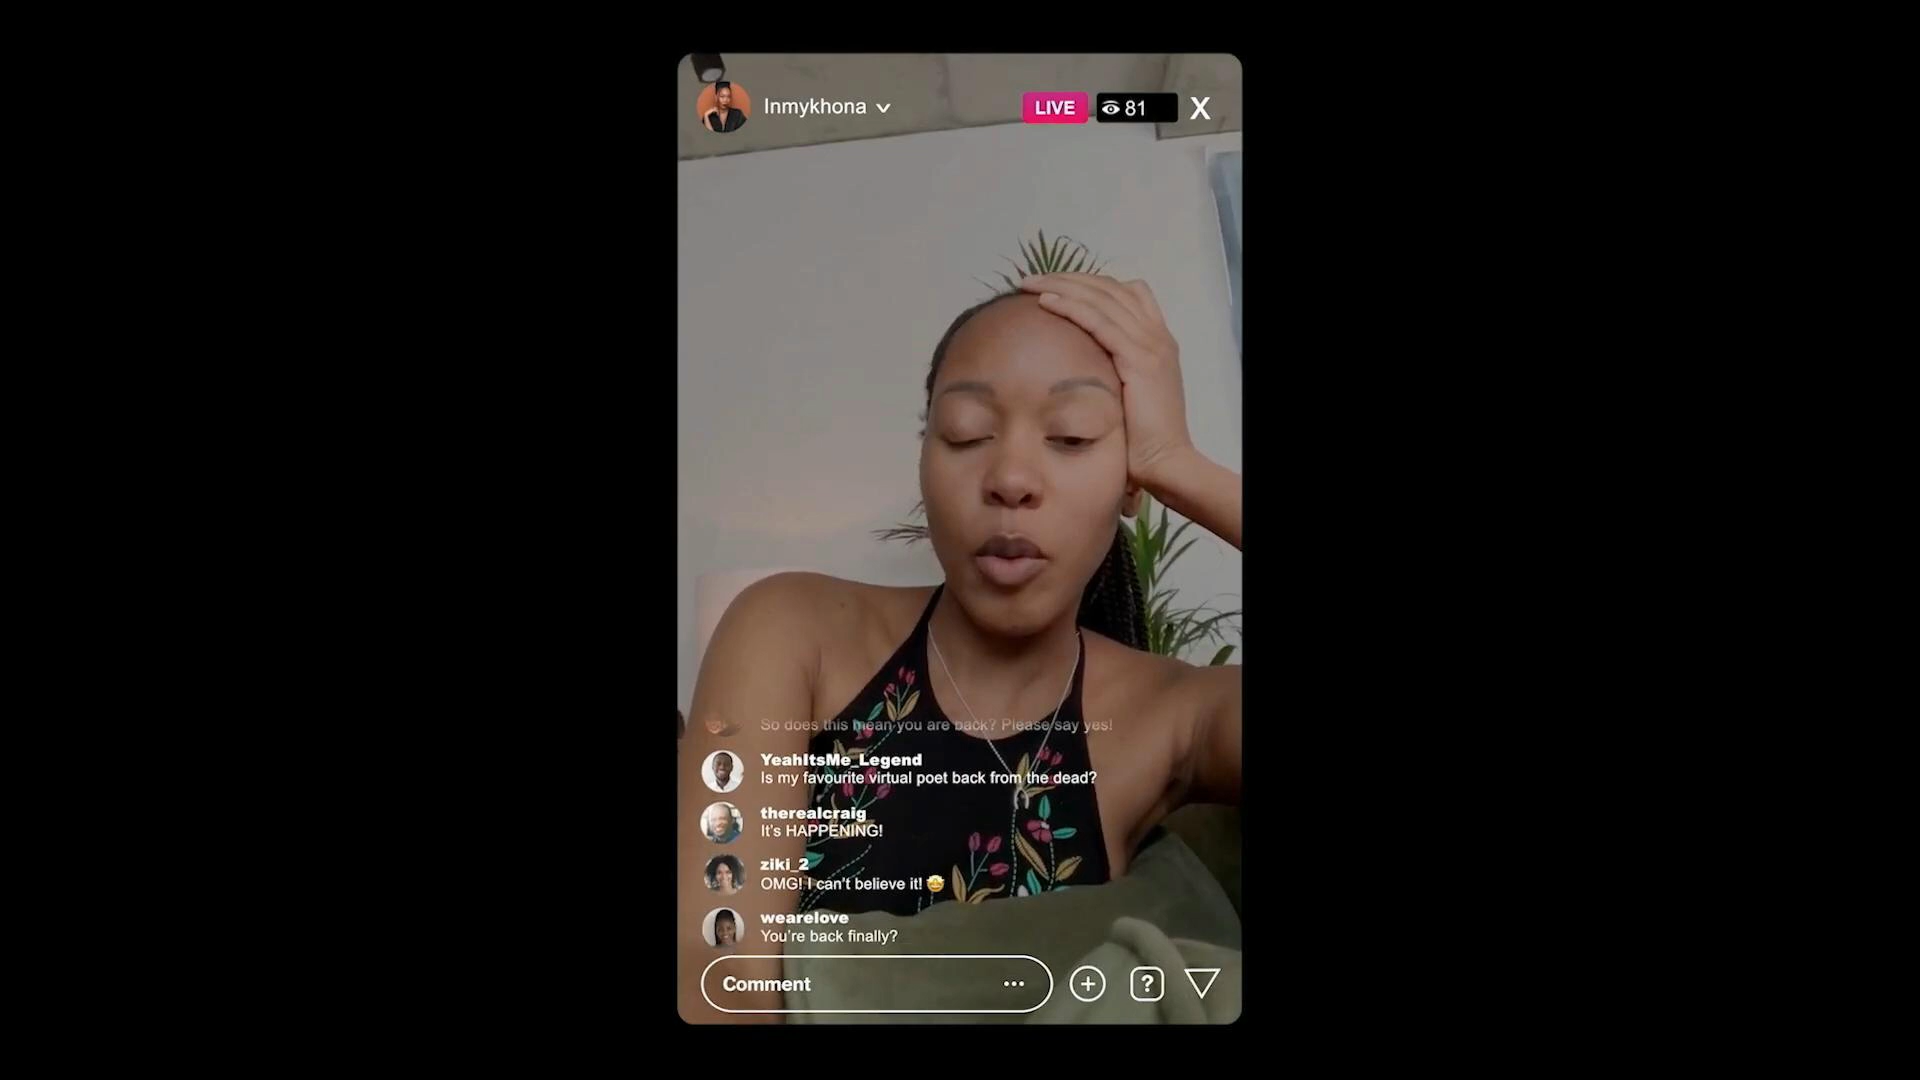 Inmykhona
LIVE
81
X
So does this mean you are back? Please say yes!
YeahItsMe_Legend
Is my favourite virtual poet back from the dead?
therealcraig
It's HAPPENING!
ziki_2
OMG! I can't believe it! 🤩
wearelove
You're back finally?
Comment ...
?